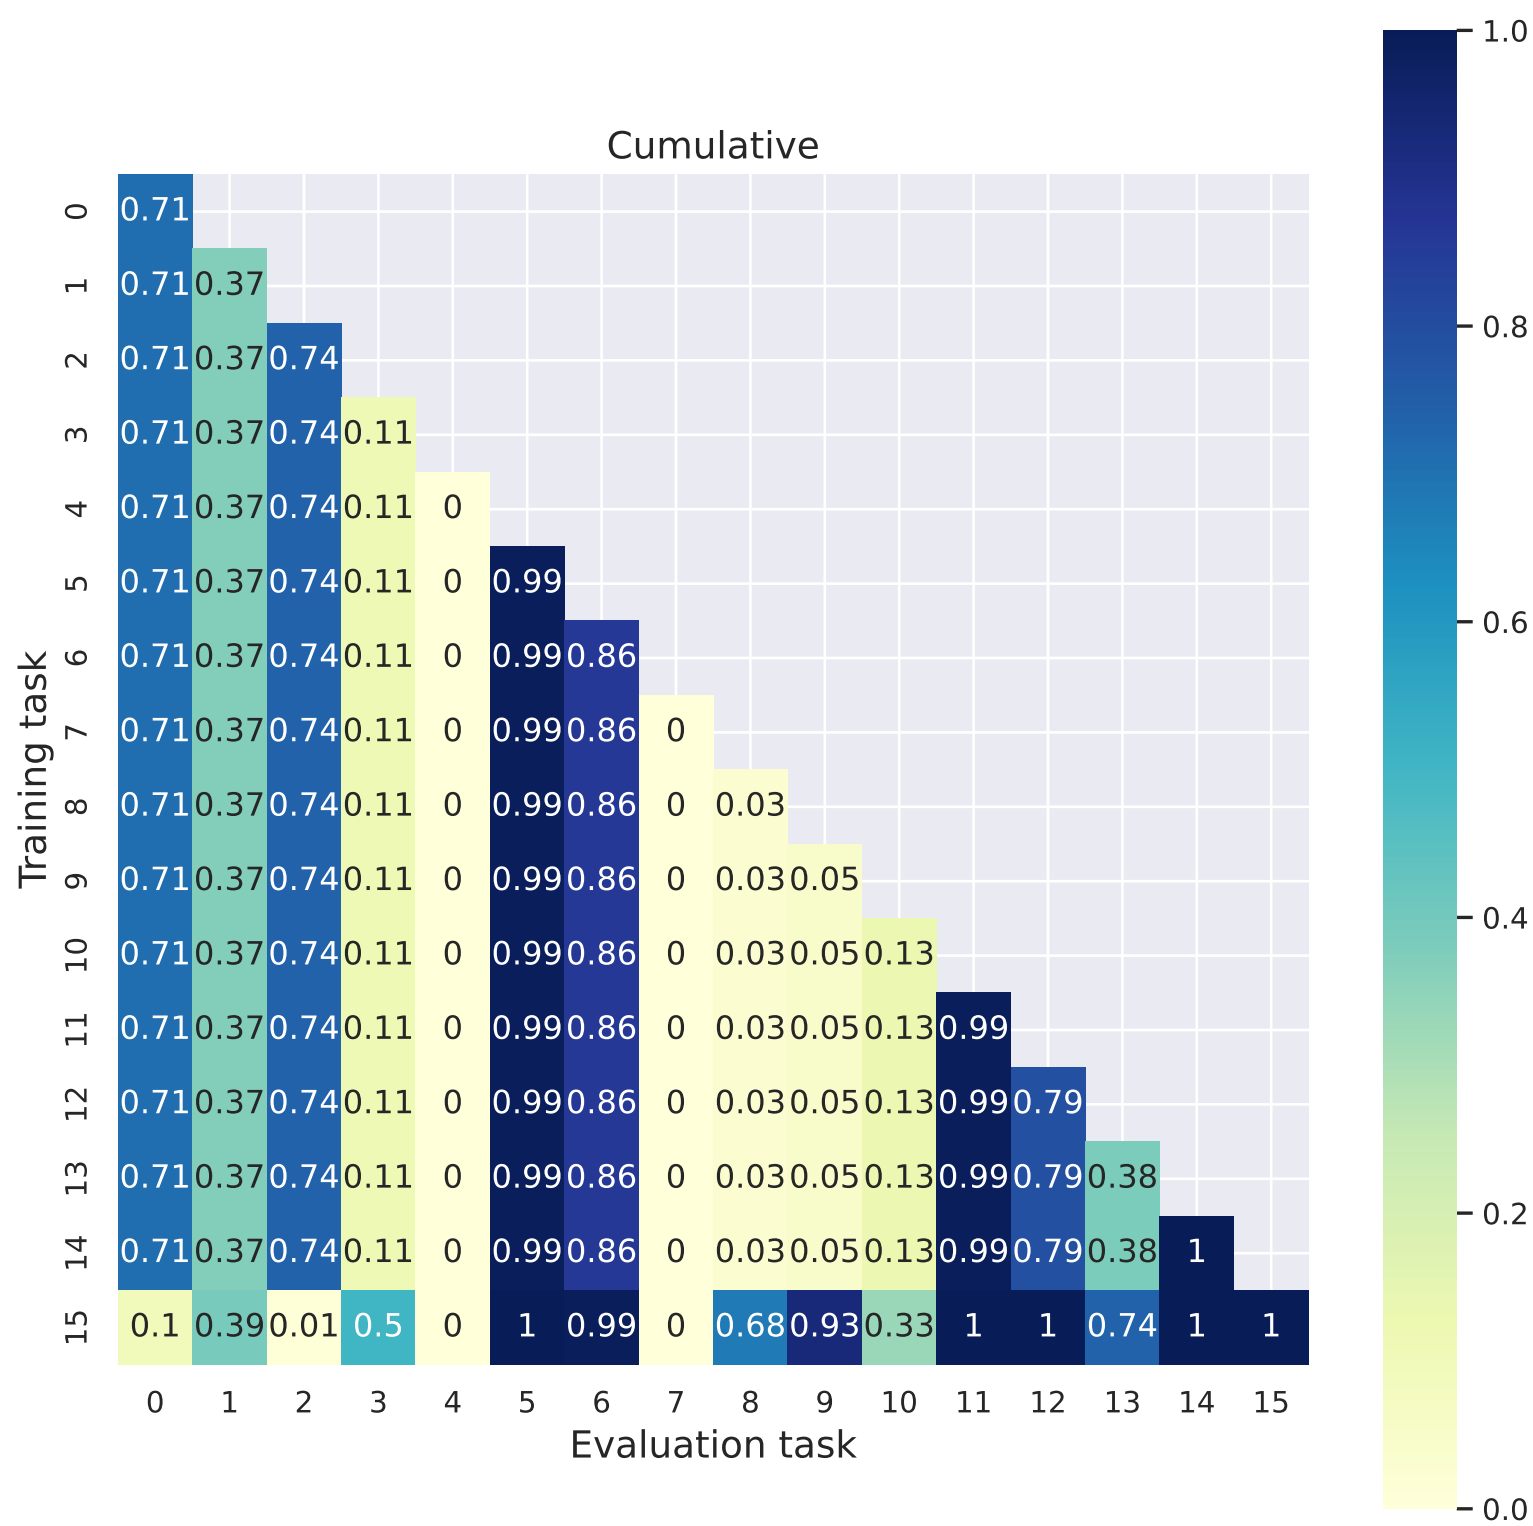 Cumulative
Training task
0 0.71
1 0.71 0.37
2 0.71 0.37 0.74
3 0.71 0.37 0.74 0.11
4 0.71 0.37 0.74 0.11 0
5 0.71 0.37 0.74 0.11 0 0.99
6 0.71 0.37 0.74 0.11 0 0.99 0.86
7 0.71 0.37 0.74 0.11 0 0.99 0.86 0
8 0.71 0.37 0.74 0.11 0 0.99 0.86 0 0.03
9 0.71 0.37 0.74 0.11 0 0.99 0.86 0 0.03 0.05
10 0.71 0.37 0.74 0.11 0 0.99 0.86 0 0.03 0.05 0.13
11 0.71 0.37 0.74 0.11 0 0.99 0.86 0 0.03 0.05 0.13 0.99
12 0.71 0.37 0.74 0.11 0 0.99 0.86 0 0.03 0.05 0.13 0.99 0.79
13 0.71 0.37 0.74 0.11 0 0.99 0.86 0 0.03 0.05 0.13 0.99 0.79 0.38
14 0.71 0.37 0.74 0.11 0 0.99 0.86 0 0.03 0.05 0.13 0.99 0.79 0.38 1
15 0.1 0.39 0.01 0.5 0 1 0.99 0 0.68 0.93 0.33 1 1 0.74 1 1
0 1 2 3 4 5 6 7 8 9 10 11 12 13 14 15
Evaluation task
1.0
0.8
0.6
0.4
0.2
0.0